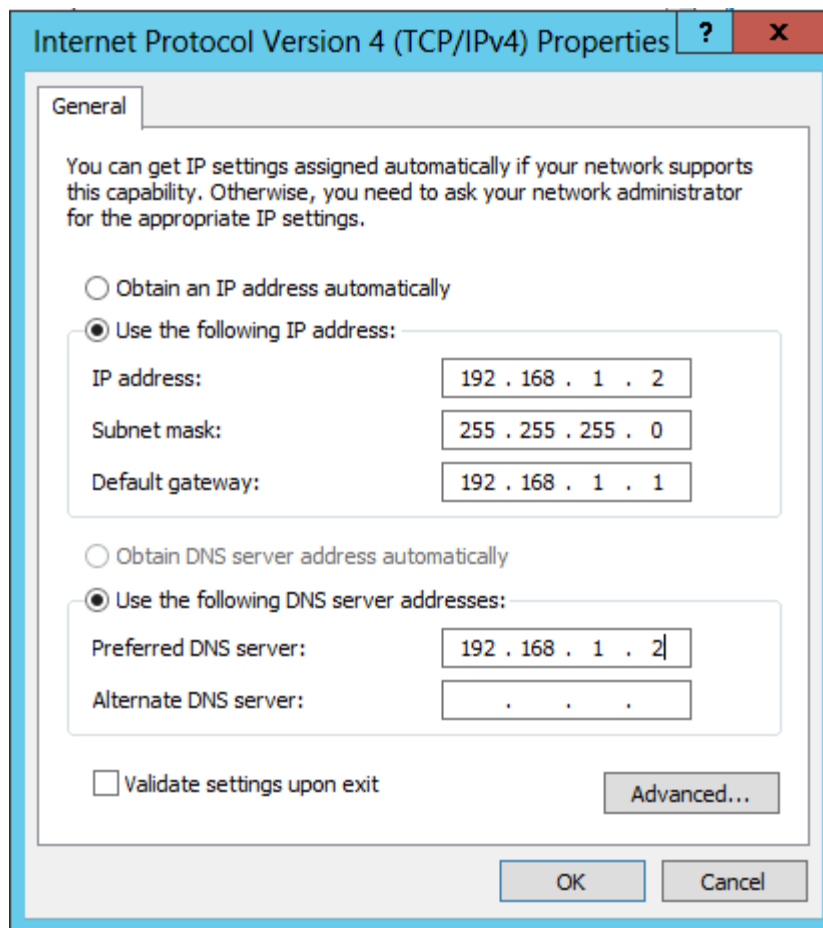 Internet Protocol Version 4 (TCP/IPv4) Properties ? x
General
You can get IP settings assigned automatically if your network supports
this capability. Otherwise, you need to ask your network administrator
for the appropriate IP settings.
Obtain an IP address automatically
Use the following IP address:
IP address: 192 . 168 . 1 . 2
Subnet mask: 255 . 255 . 255 . 0
Default gateway: 192 . 168 . 1 . 1
Obtain DNS server address automatically
Use the following DNS server addresses:
Preferred DNS server: 192 . 168 . 1 . 2
Alternate DNS server: . . .
Validate settings upon exit
Advanced...
OK Cancel